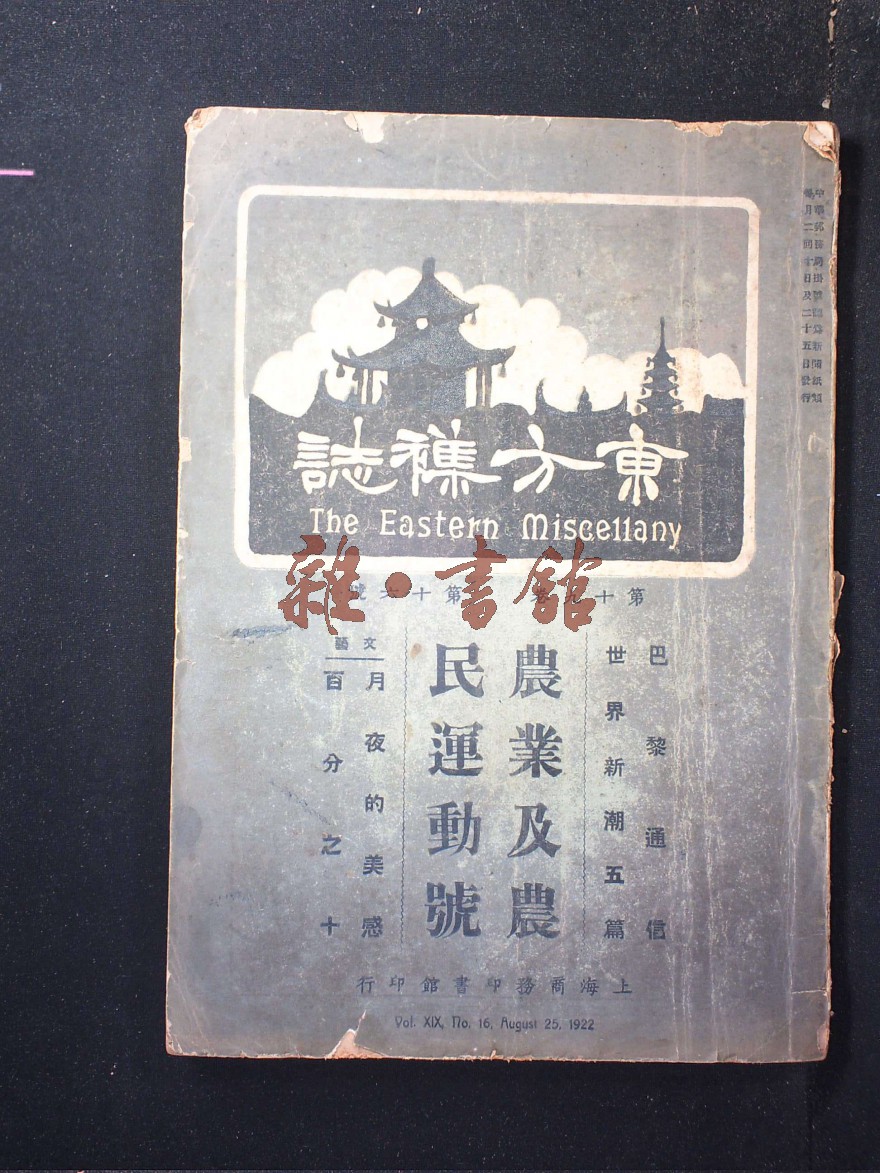 中華郵務局掛號認爲新聞紙類
每月二回十日及二十五日發行
東方雜誌
The Eastern Miscellany
第十九卷 第十六號
雜·書館
巴黎通信
世界新潮五篇
農業及農
民運動號
文藝
月夜的美感
百分之十
上海商務印書館印行
Vol. XIX, No. 16, August 25, 1922